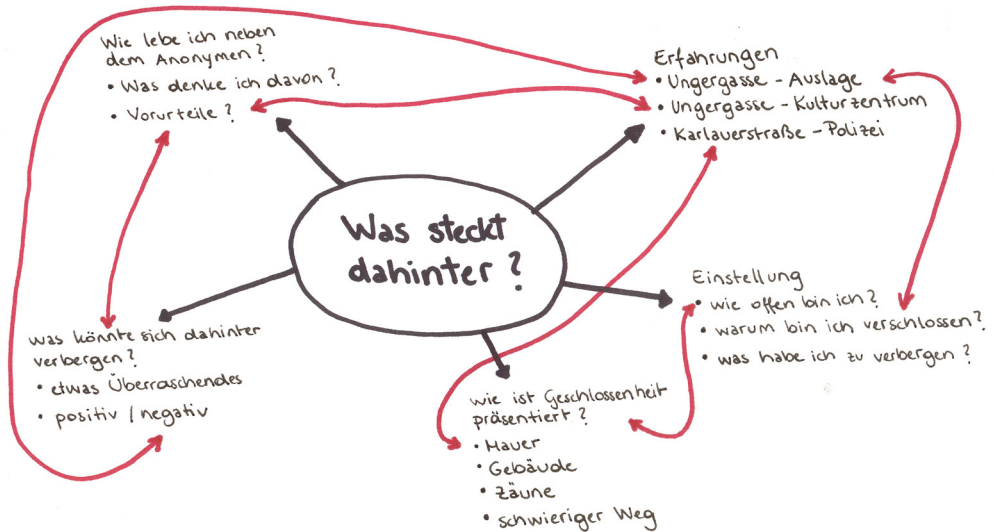 Wie lebe ich neben
dem Anonymen?
• Was denke ich davon?
• Vorurteile?
Erfahrungen
• Ungergasse - Auslage
• Ungergasse - Kulturzentrum
• Karlauerstraße - Polizei
Was steckt
dahinter?
Einstellung
• wie offen bin ich?
• warum bin ich verschlossen?
• was habe ich zu verbergen?
was könnte sich dahinter
verbergen?
• etwas Überraschendes
• positiv / negativ
wie ist Geschlossenheit
präsentiert?
• Mauer
• Gebäude
• Zäune
• schwieriger Weg